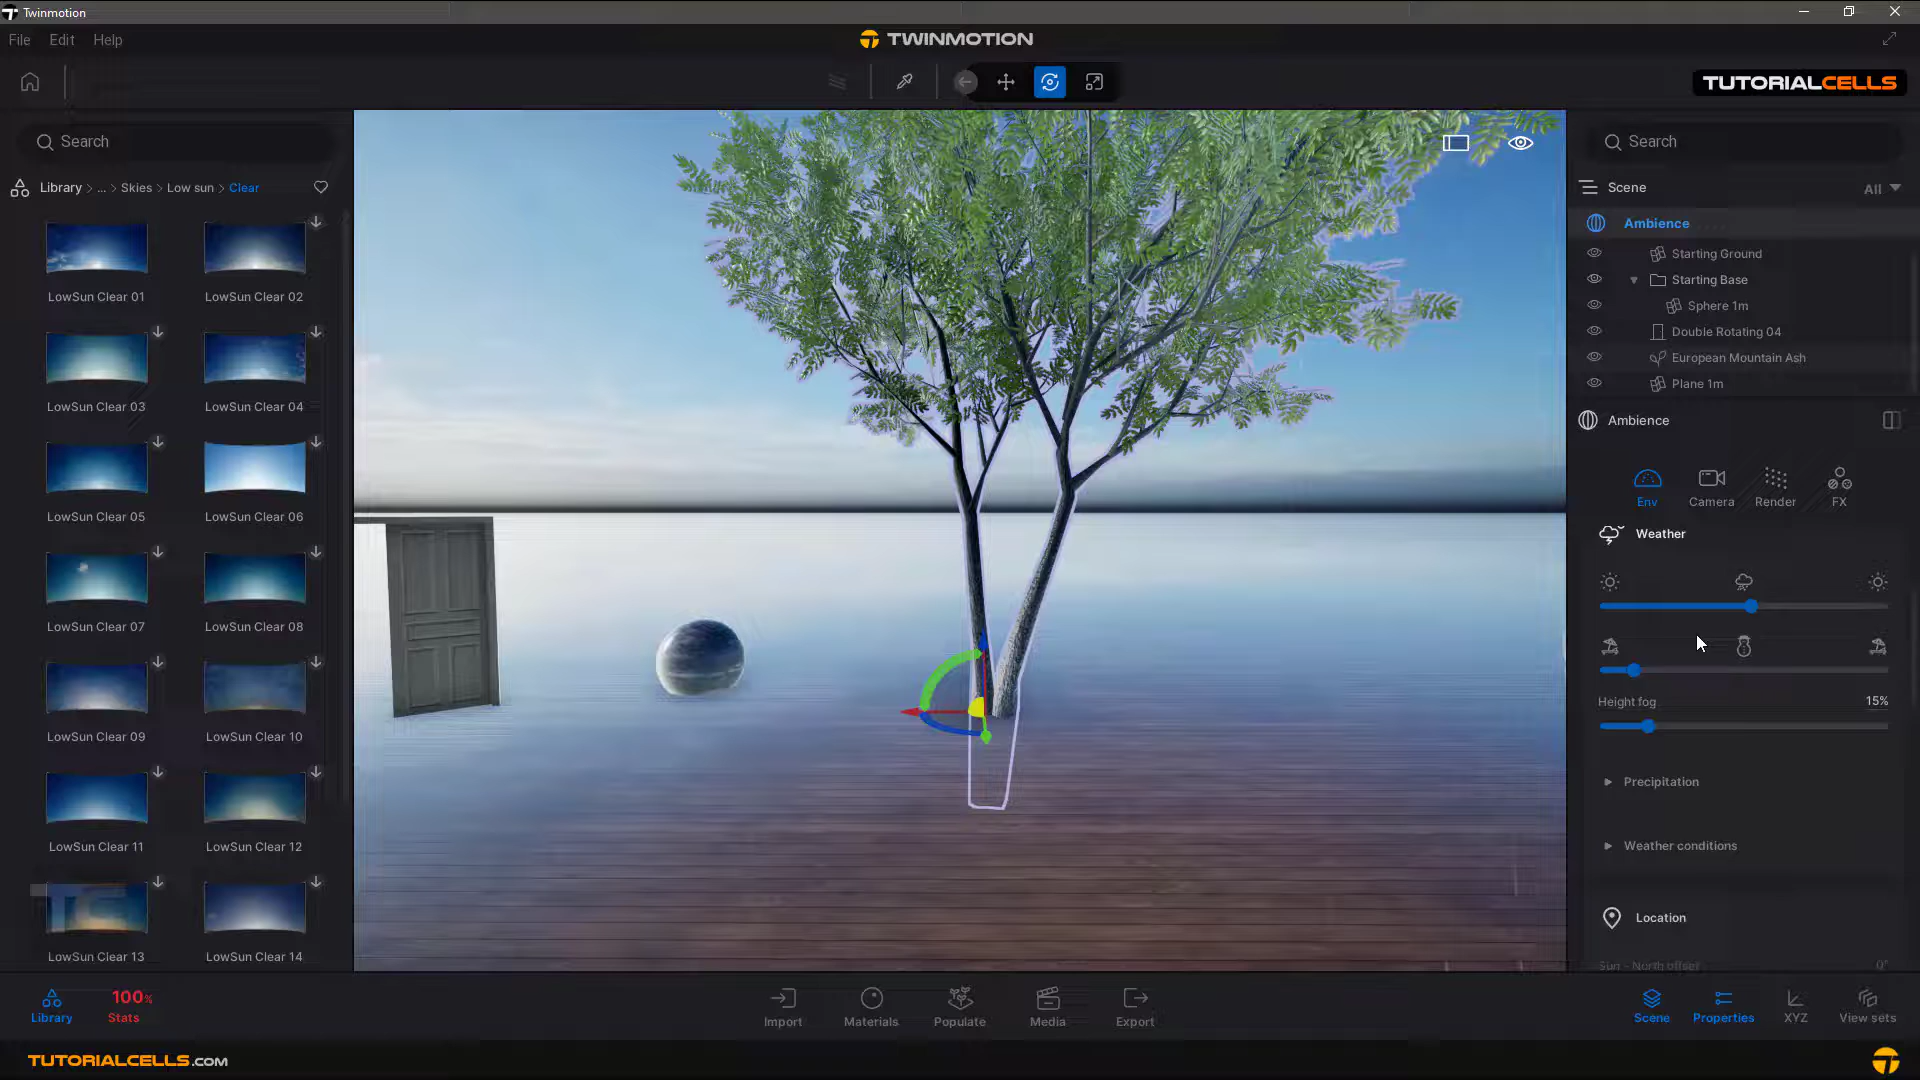 Twinmotion
File Edit Help
TWINMOTION
TUTORIALCELLS
Search
Library > ... > Skies > Low sun > Clear
LowSun Clear 01
LowSun Clear 02
LowSun Clear 03
LowSun Clear 04
LowSun Clear 05
LowSun Clear 06
LowSun Clear 07
LowSun Clear 08
LowSun Clear 09
LowSun Clear 10
LowSun Clear 11
LowSun Clear 12
LowSun Clear 13
LowSun Clear 14
Search
Scene All
Ambience
Starting Ground
Starting Base
Sphere 1m
Double Rotating 04
European Mountain Ash
Plane 1m
Ambience
Env Camera Render FX
Weather
Height fog 15%
Precipitation
Weather conditions
Location
Sun - North offset 0°
Library
100%
Stats
Import Materials Populate Media Export
Scene Properties XYZ View sets
TUTORIALCELLS.COM